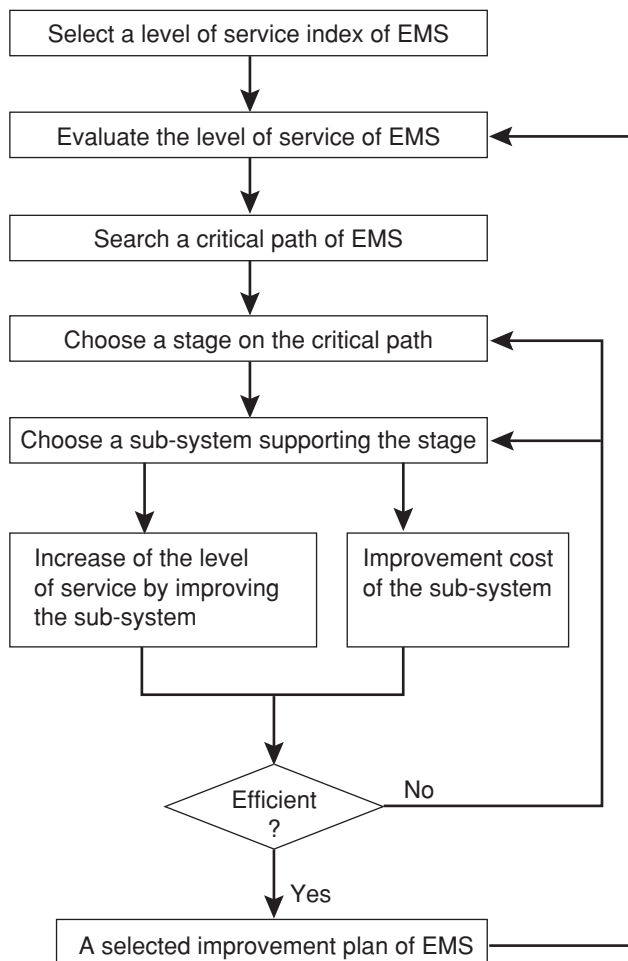 Select a level of service index of EMS
Evaluate the level of service of EMS
Search a critical path of EMS
Choose a stage on the critical path
Choose a sub-system supporting the stage
Increase of the level
of service by improving
the sub-system
Improvement cost
of the sub-system
Efficient
?
No
Yes
A selected improvement plan of EMS